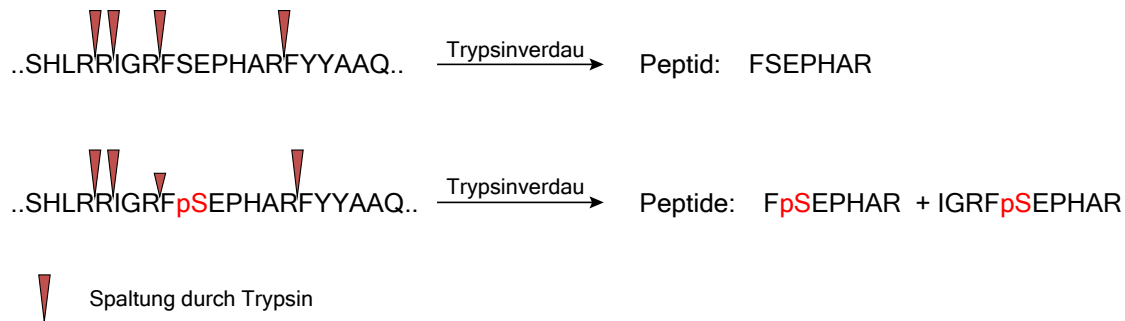 ..SHLRRIGRFSEPHARFYYAAQ.. Trypsinverdau Peptid: FSEPHAR
..SHLRRIGRFpSEPHARFYYAAQ.. Trypsinverdau Peptide: FpSEPHAR + IGRFpSEPHAR
Spaltung durch Trypsin